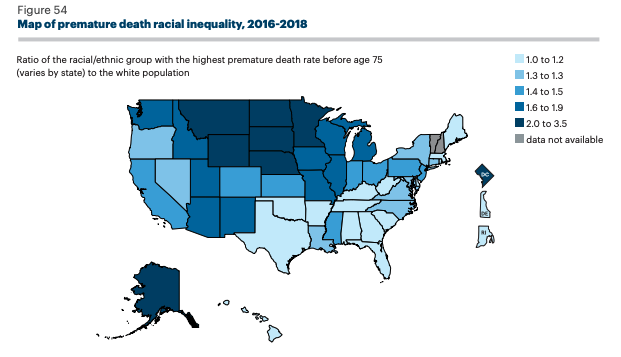 Figure 54
Map of premature death racial inequality, 2016-2018
Ratio of the racial/ethnic group with the highest premature death rate before age 75
(varies by state) to the white population
1.0 to 1.2
1.3 to 1.3
1.4 to 1.5
1.6 to 1.9
2.0 to 3.5
data not available
DC
DE
RI